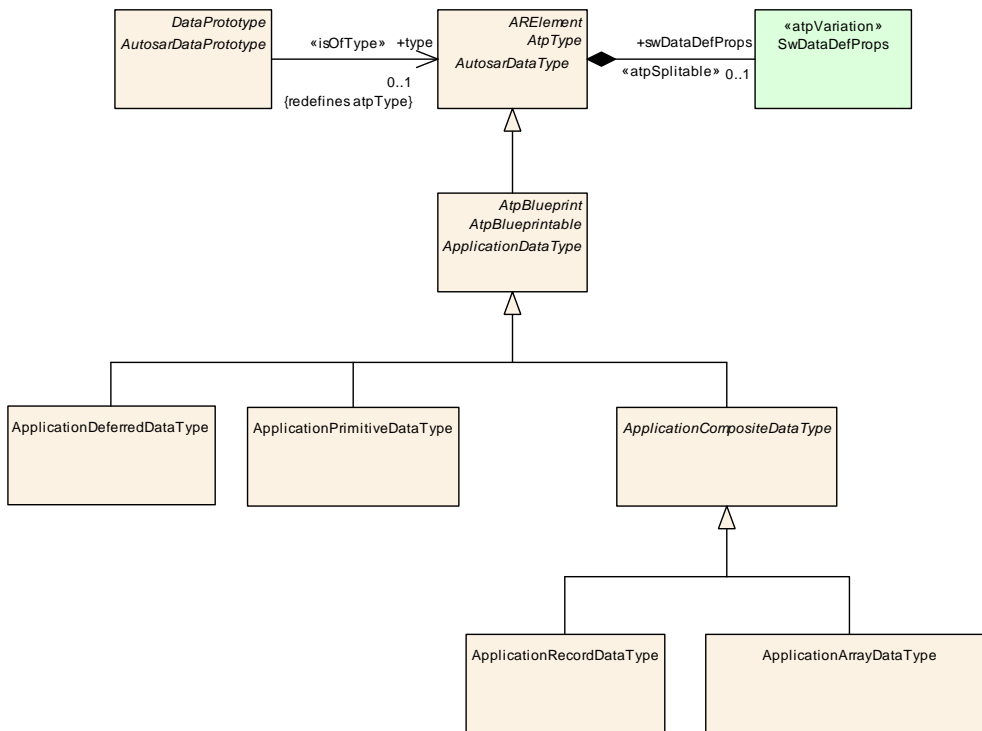 DataPrototype
AutosarDataPrototype
«isOfType» +type
0..1
{redefines atpType}
ARElement
AtpType
AutosarDataType
+swDataDefProps
«atpSplitable» 0..1
«atpVariation»
SwDataDefProps
AtpBlueprint
AtpBlueprintable
ApplicationDataType
ApplicationDeferredDataType
ApplicationPrimitiveDataType
ApplicationCompositeDataType
ApplicationRecordDataType
ApplicationArrayDataType